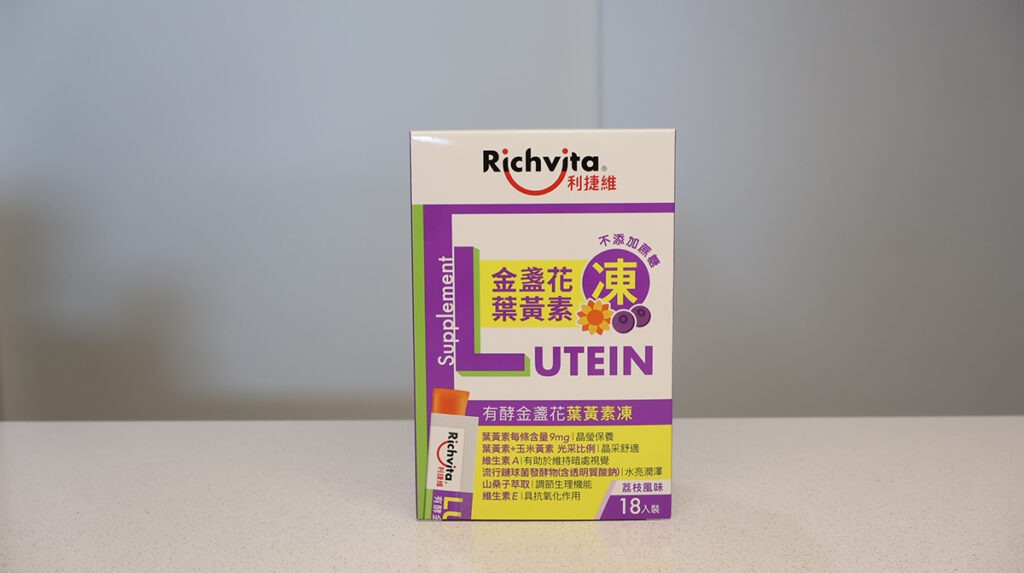 Richvita®
利捷維
不添加蔗糖
金盞花
葉黃素
凍
Supplement
LUTEIN
有酵金盞花葉黃素凍
葉黃素每條含量9mg|晶瑩保養
葉黃素+玉米黃素 光采比例|晶采舒適
維生素A|有助於維持暗處視覺
流行鏈球菌發酵物(含透明質酸鈉)|水亮潤澤
山桑子萃取|調節生理機能
維生素E|具抗氧化作用
荔枝風味
18入裝
Richvita
利捷維
有酵金